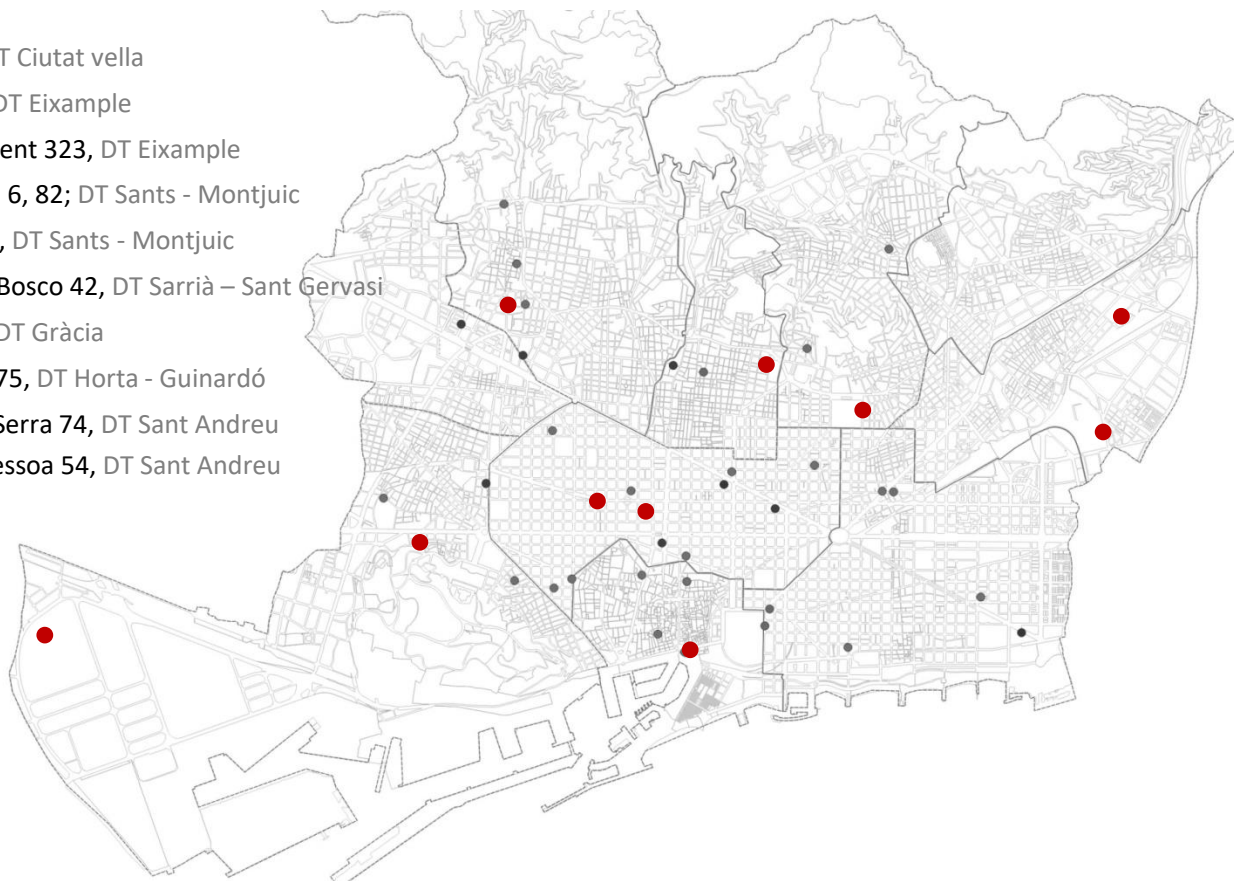 T Ciutat vella
DT Eixample
ent 323, DT Eixample
6, 82; DT Sants - Montjuic
, DT Sants - Montjuic
Bosco 42, DT Sarrià – Sant Gervasi
DT Gràcia
75, DT Horta - Guinardó
Serra 74, DT Sant Andreu
essoa 54, DT Sant Andreu